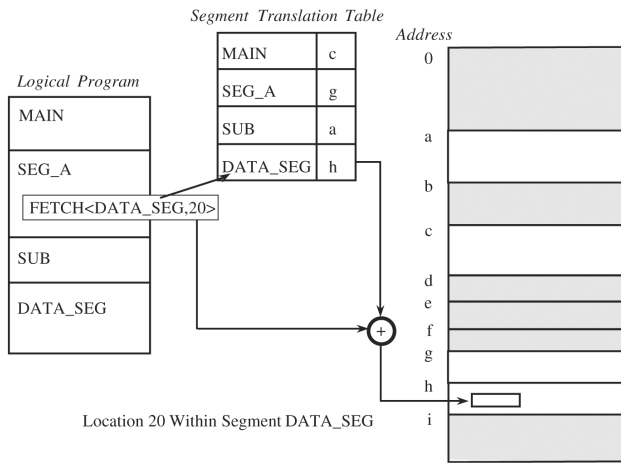 Segment Translation Table
MAIN c
SEG_A g
SUB a
DATA_SEG h
Logical Program
MAIN
SEG_A
FETCH<DATA_SEG,20>
SUB
DATA_SEG
+
Location 20 Within Segment DATA_SEG
Address
0
a
b
c
d
e
f
g
h
i